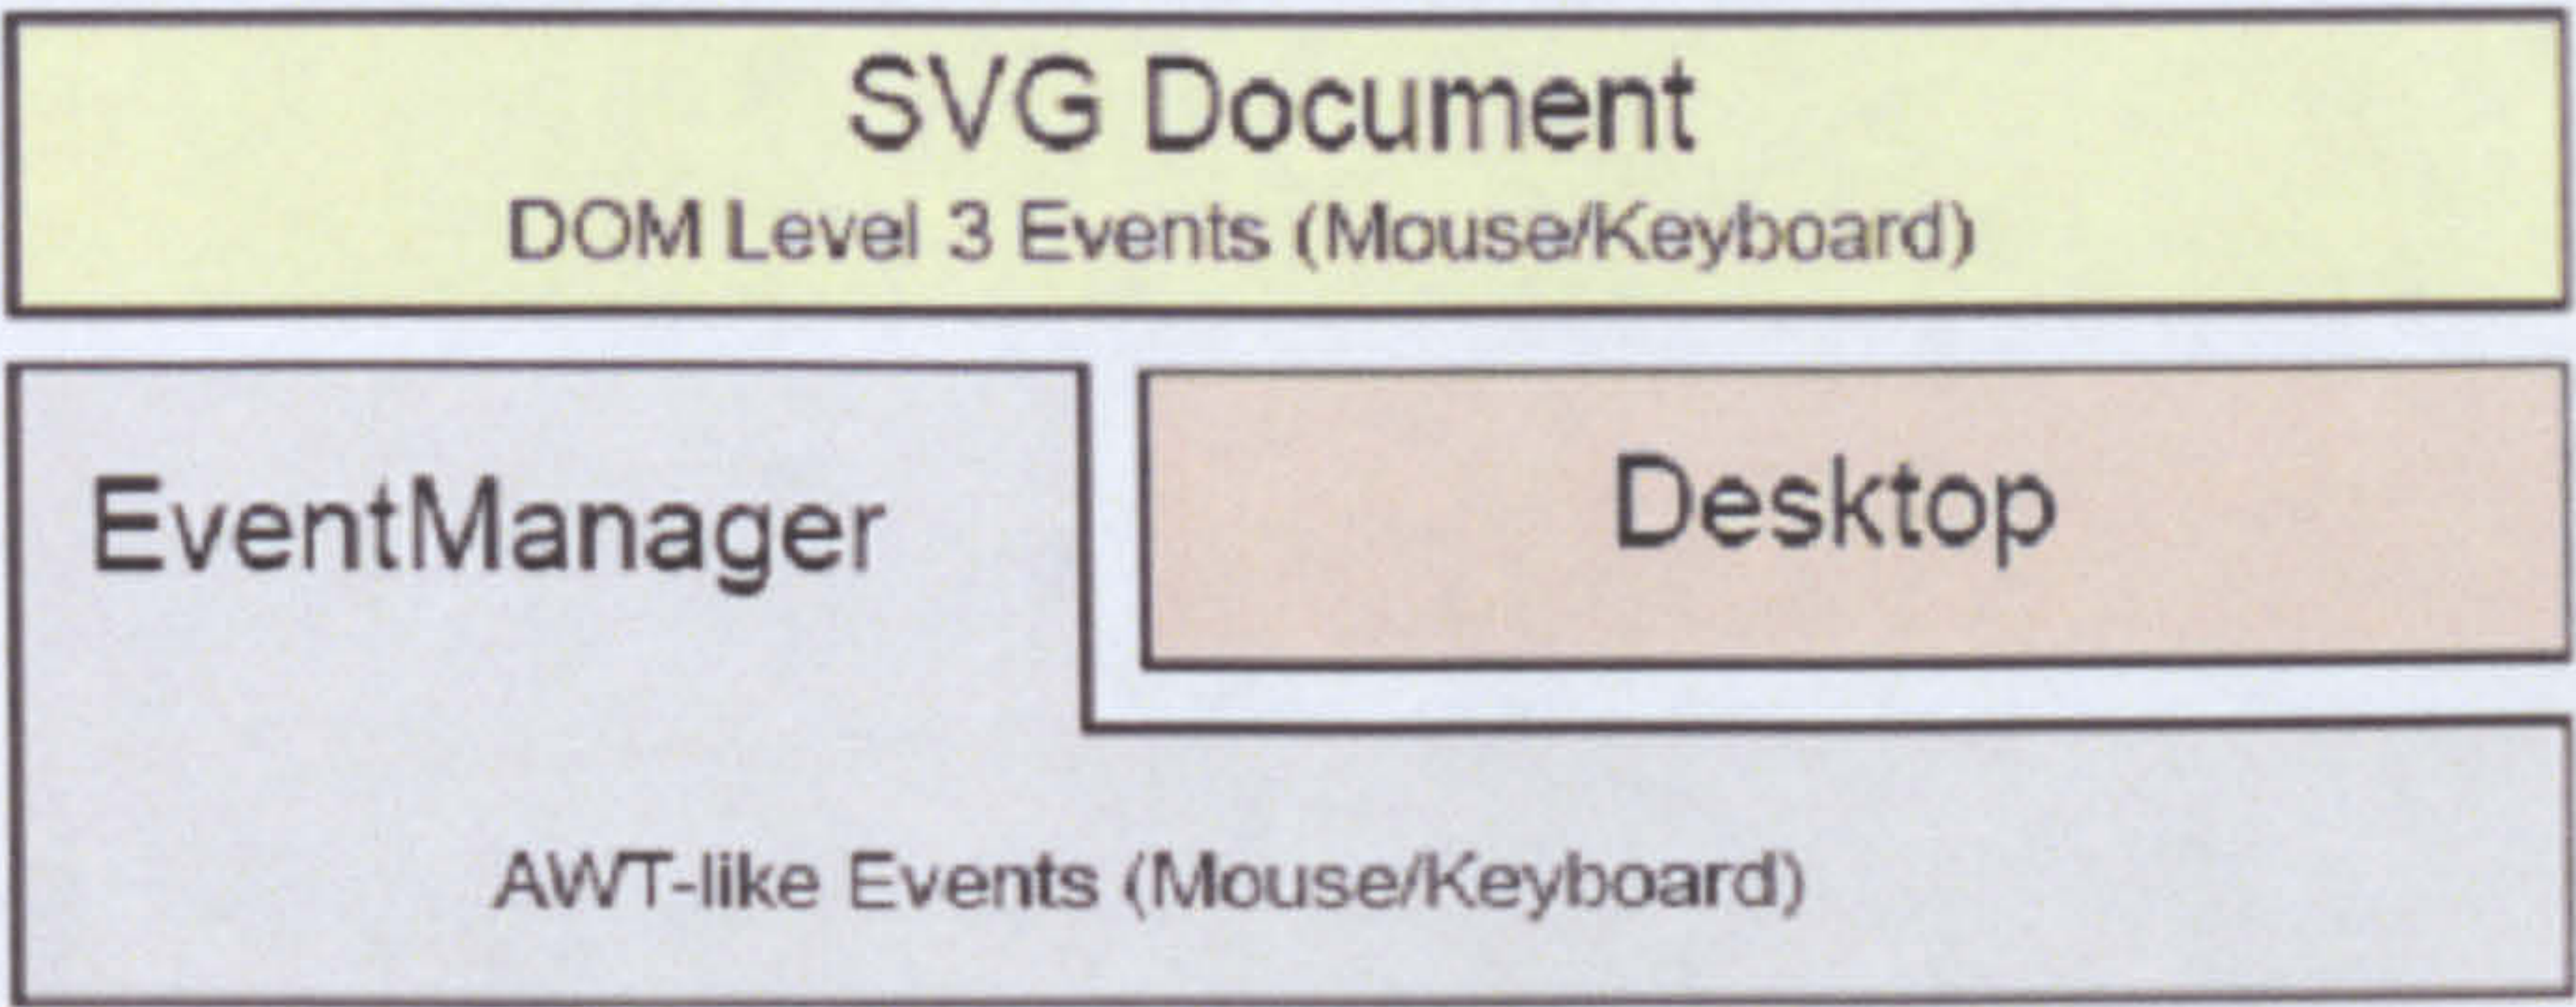 SVG Document
DOM Level 3 Events (Mouse/Keyboard)
EventManager
Desktop
AWT-like Events (Mouse/Keyboard)